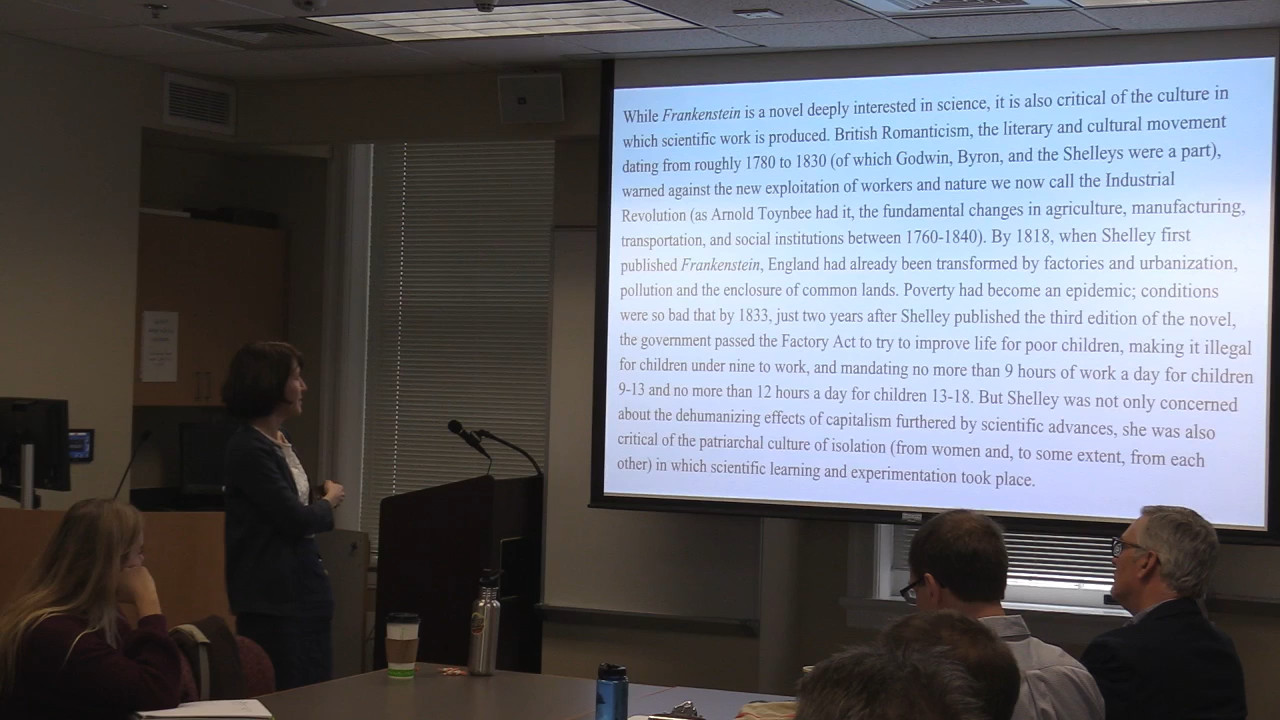 While Frankenstein is a novel deeply interested in science, it is also critical of the culture in
which scientific work is produced. British Romanticism, the literary and cultural movement
dating from roughly 1780 to 1830 (of which Godwin, Byron, and the Shelleys were a part),
warned against the new exploitation of workers and nature we now call the Industrial
Revolution (as Arnold Toynbee had it, the fundamental changes in agriculture, manufacturing,
transportation, and social institutions between 1760-1840). By 1818, when Shelley first
published Frankenstein, England had already been transformed by factories and urbanization,
pollution and the enclosure of common lands. Poverty had become an epidemic; conditions
were so bad that by 1833, just two years after Shelley published the third edition of the novel,
the government passed the Factory Act to try to improve life for poor children, making it illegal
for children under nine to work, and mandating no more than 9 hours of work a day for children
9-13 and no more than 12 hours a day for children 13-18. But Shelley was not only concerned
about the dehumanizing effects of capitalism furthered by scientific advances, she was also
critical of the patriarchal culture of isolation (from women and, to some extent, from each
other) in which scientific learning and experimentation took place.